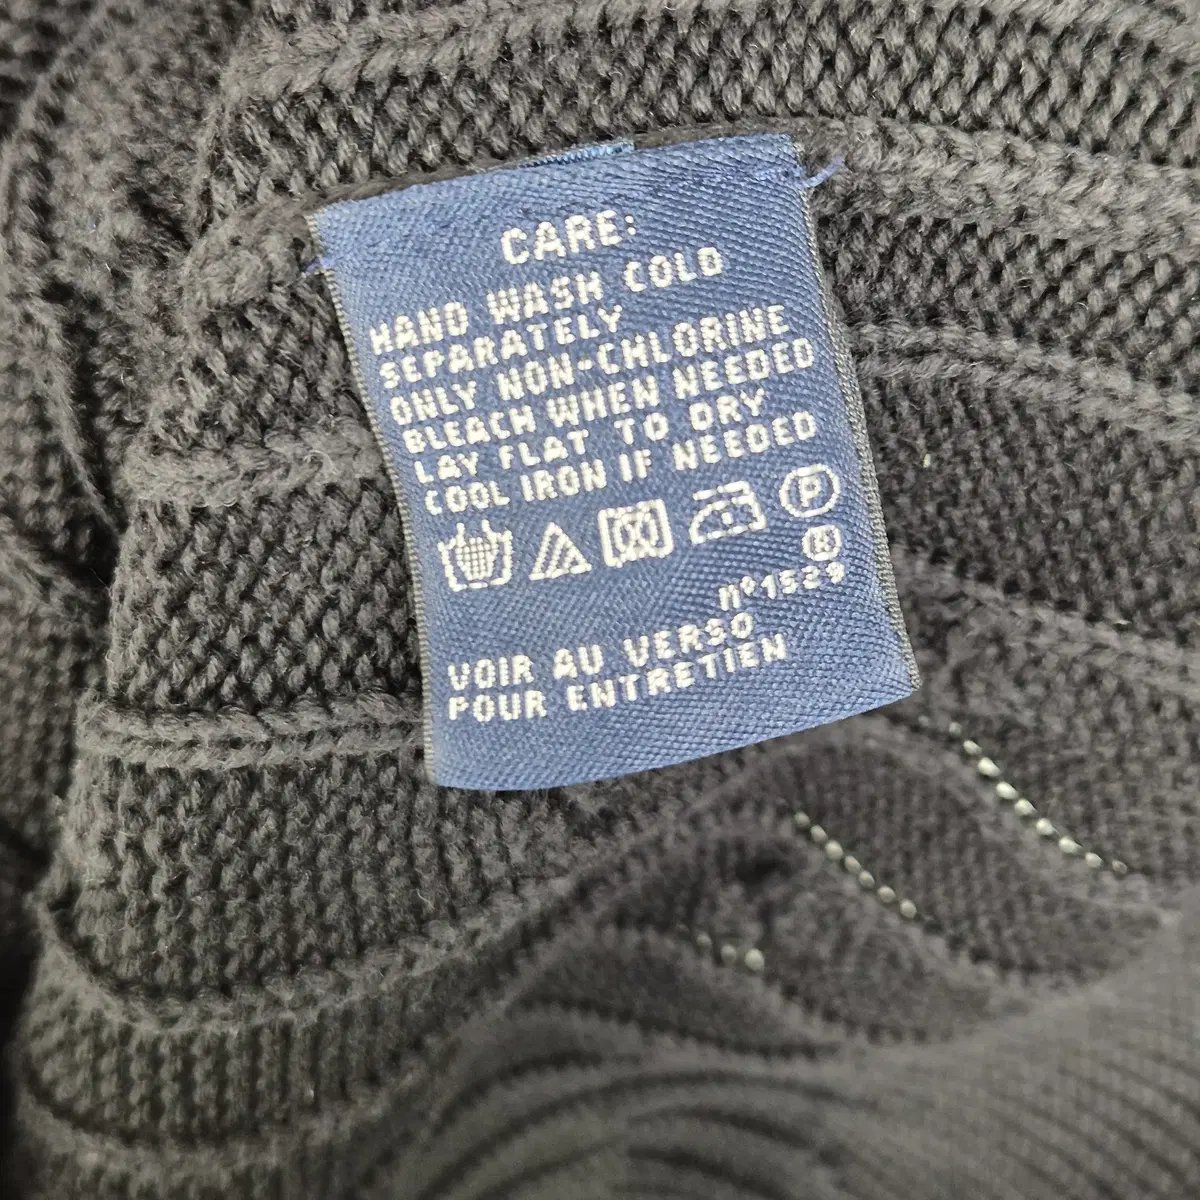 CARE:
HAND WASH COLD
SEPARATELY
ONLY NON-CHLORINE
BLEACH WHEN NEEDED
LAY FLAT TO DRY
COOL IRON IF NEEDED
P
K
nº1529
VOIR AU VERSO
POUR ENTRETIEN